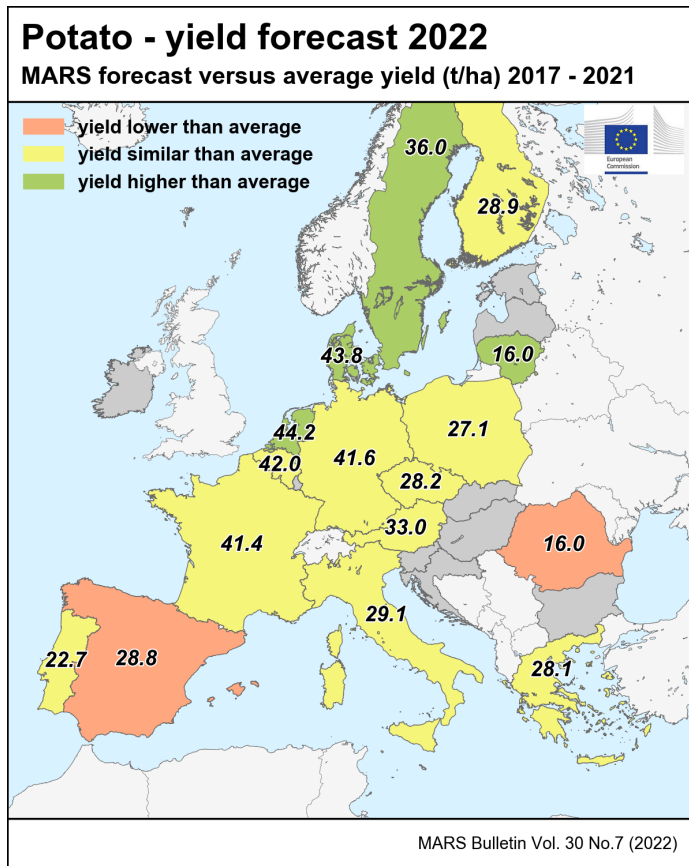 Potato - yield forecast 2022
MARS forecast versus average yield (t/ha) 2017 - 2021
yield lower than average
yield similar than average
yield higher than average
European
Commission
36.0
28.9
43.8
16.0
44.2
27.1
42.0
41.6
28.2
33.0
41.4
16.0
29.1
22.7
28.8
28.1
MARS Bulletin Vol. 30 No.7 (2022)